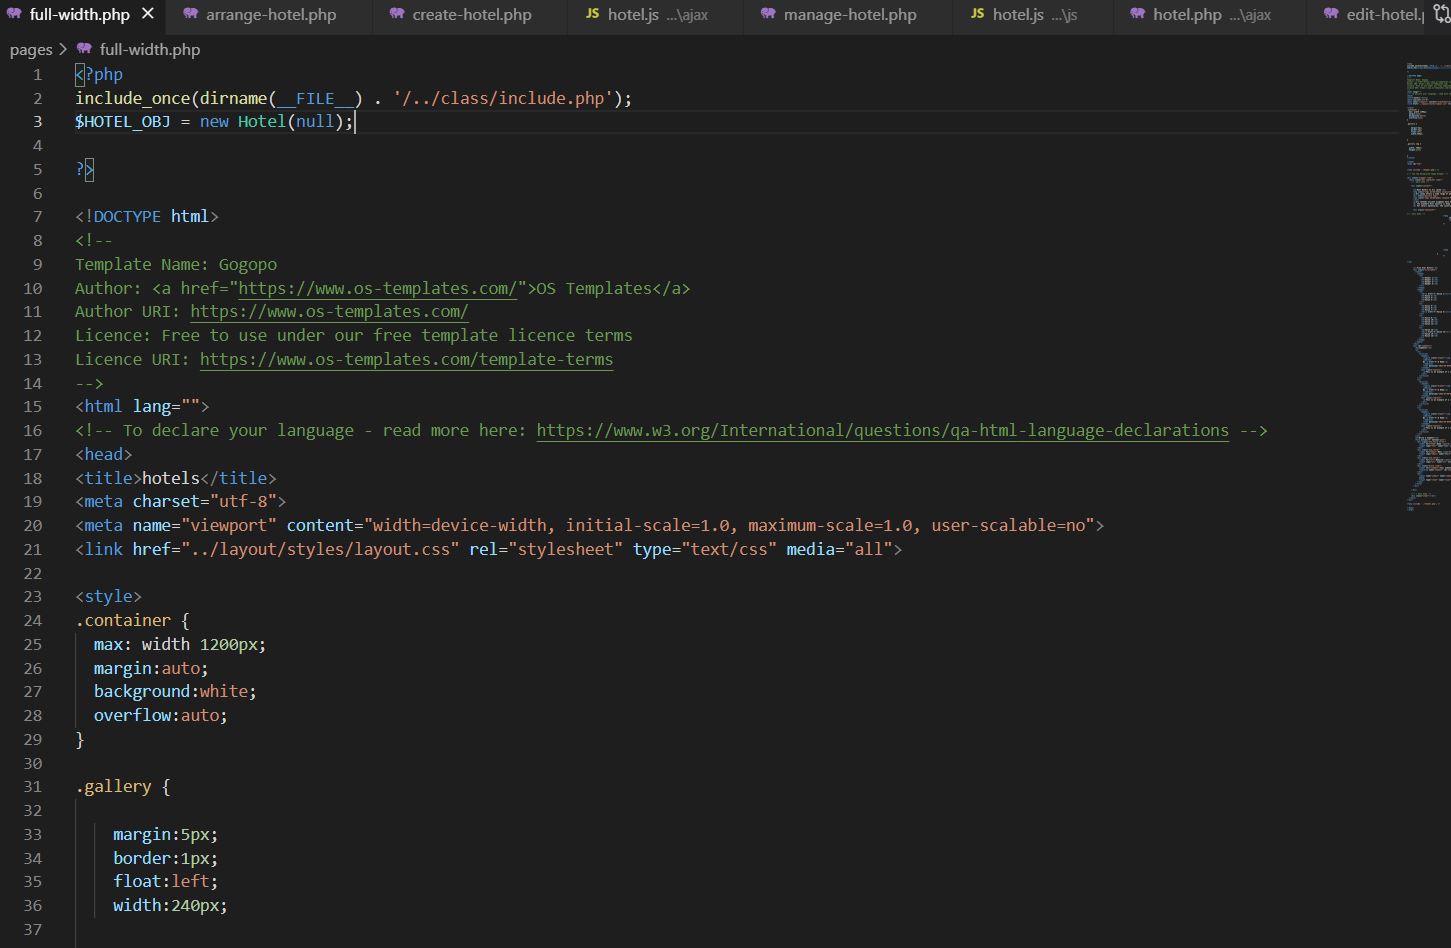 full-width.php arrange-hotel.php create-hotel.php JS hotel.js ...\ajax manage-hotel.php JS hotel.js ...\js hotel.php ...\ajax edit-hotel.
pages > full-width.php
1 <?php
2 include_once(dirname(__FILE__) . '/../class/include.php');
3 $HOTEL_OBJ = new Hotel(null);
4
5 ?>
6
7 <!DOCTYPE html>
8 <!--
9 Template Name: Gogopo
10 Author: <a href="https://www.os-templates.com/">OS Templates</a>
11 Author URI: https://www.os-templates.com/
12 Licence: Free to use under our free template licence terms
13 Licence URI: https://www.os-templates.com/template-terms
14 -->
15 <html lang="">
16 <!-- To declare your language - read more here: https://www.w3.org/International/questions/qa-html-language-declarations -->
17 <head>
18 <title>hotels</title>
19 <meta charset="utf-8">
20 <meta name="viewport" content="width=device-width, initial-scale=1.0, maximum-scale=1.0, user-scalable=no">
21 <link href="../layout/styles/layout.css" rel="stylesheet" type="text/css" media="all">
22
23 <style>
24 .container {
25 max: width 1200px;
26 margin:auto;
27 background:white;
28 overflow:auto;
29 }
30
31 .gallery {
32
33 margin:5px;
34 border:1px;
35 float:left;
36 width:240px;
37